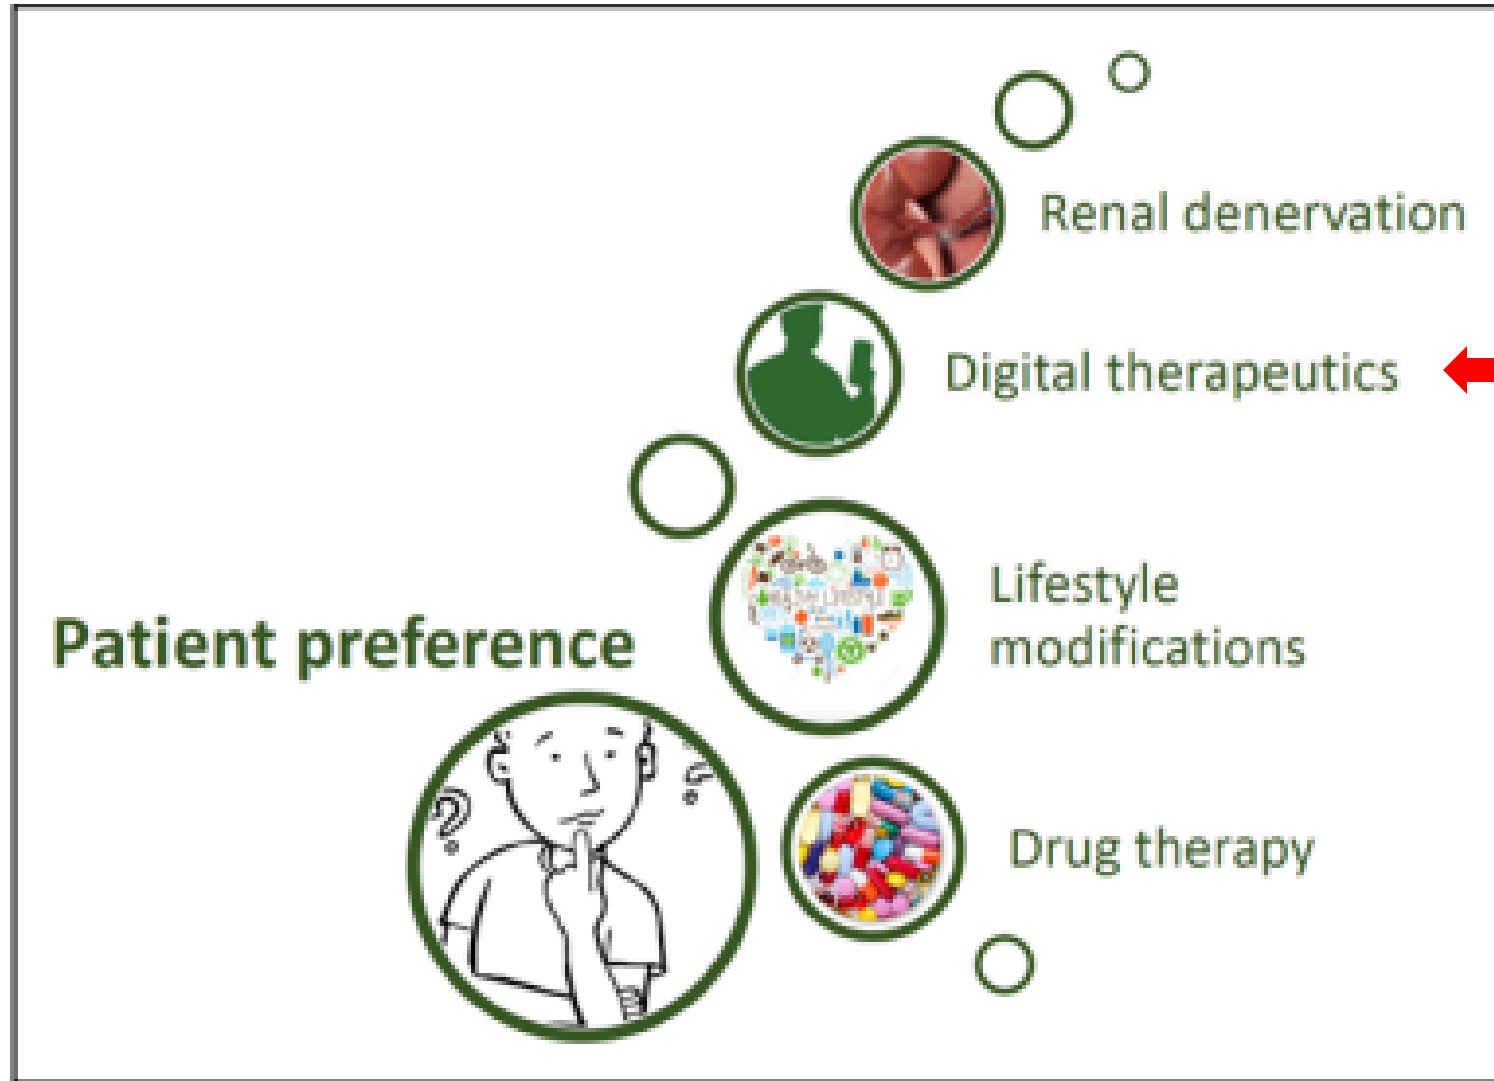 Renal denervation
Digital therapeutics
Lifestyle
modifications
Patient preference
Drug therapy